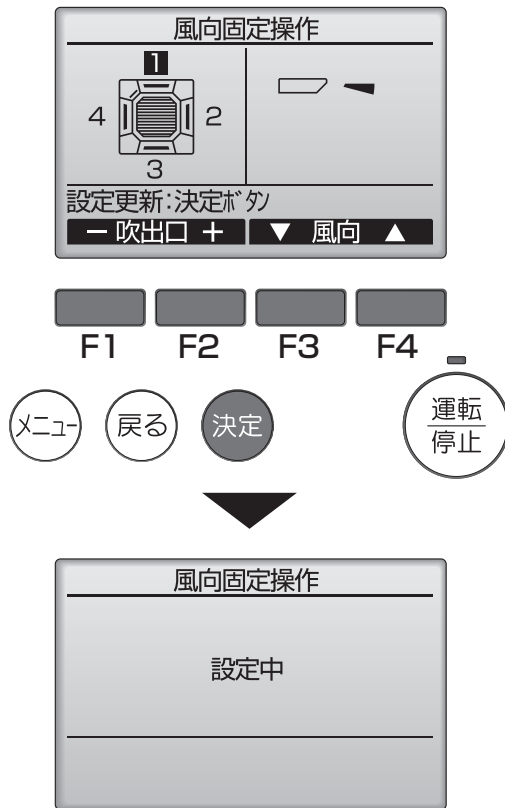 風向固定操作
1
4 2
3
設定更新:決定ボタン
− 吹出口 + ▼ 風向 ▲
F1 F2 F3 F4
メニュー 戻る 決定 運転
停止
風向固定操作
設定中